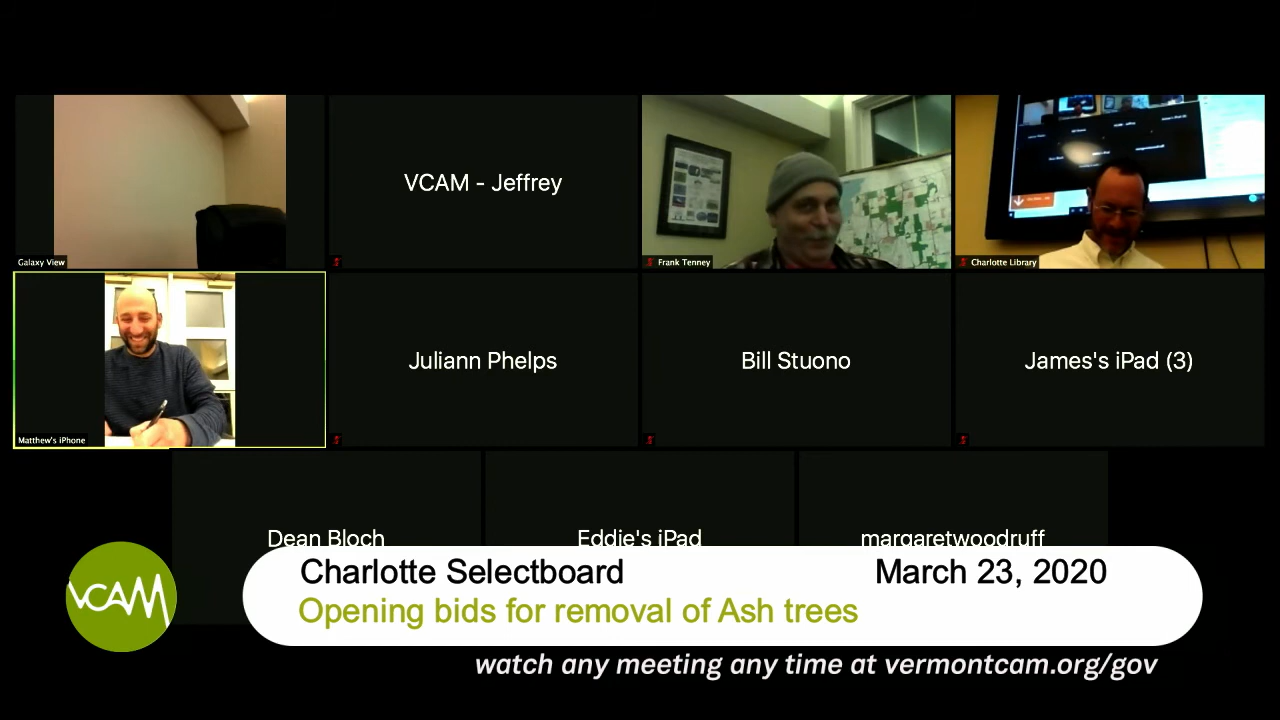 VCAM - Jeffrey
Galaxy View
Frank Tenney
Charlotte Library
Juliann Phelps
Bill Stuono
James's iPad (3)
Matthew's iPhone
Dean Bloch
Eddie's iPad
margaretwoodruff
VCAM
Charlotte Selectboard
March 23, 2020
Opening bids for removal of Ash trees
watch any meeting any time at vermontcam.org/gov